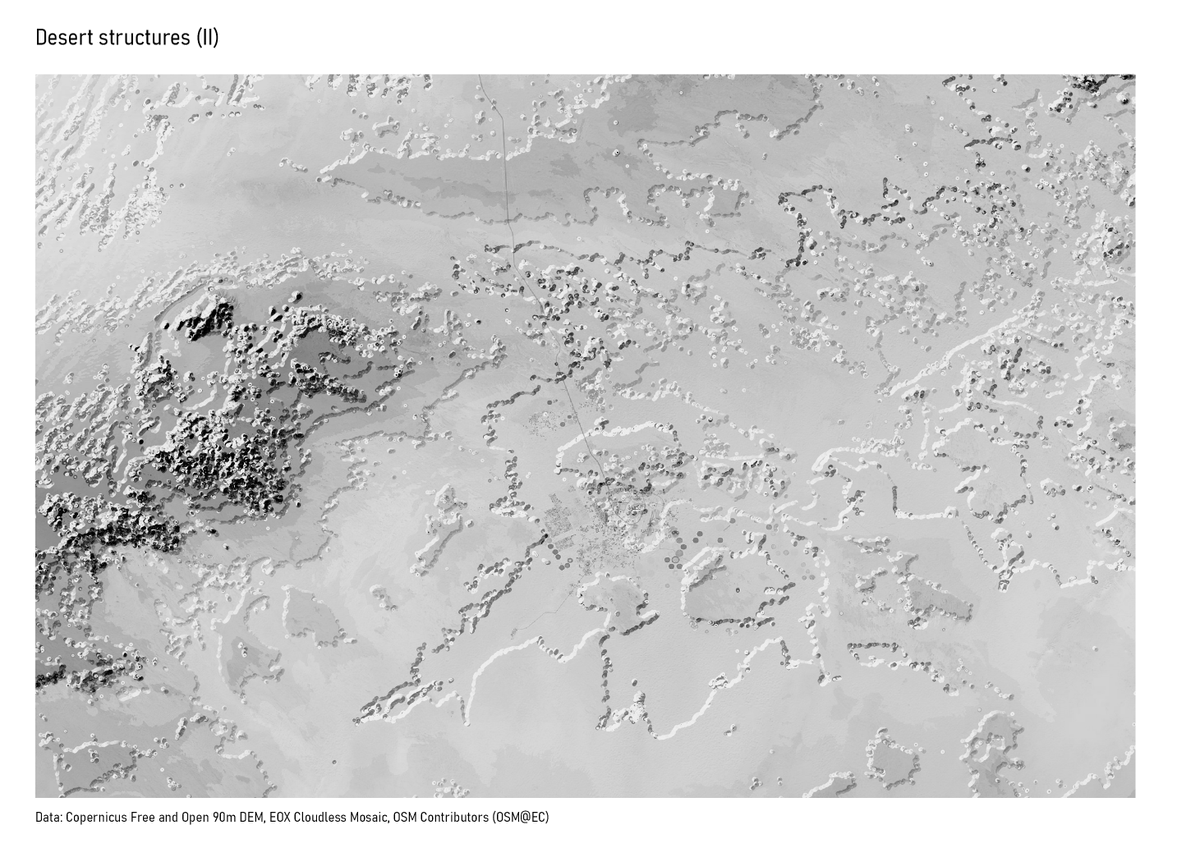 Desert structures (II)
Data: Copernicus Free and Open 90m DEM, EOX Cloudless Mosaic, OSM Contributors (OSM@EC)